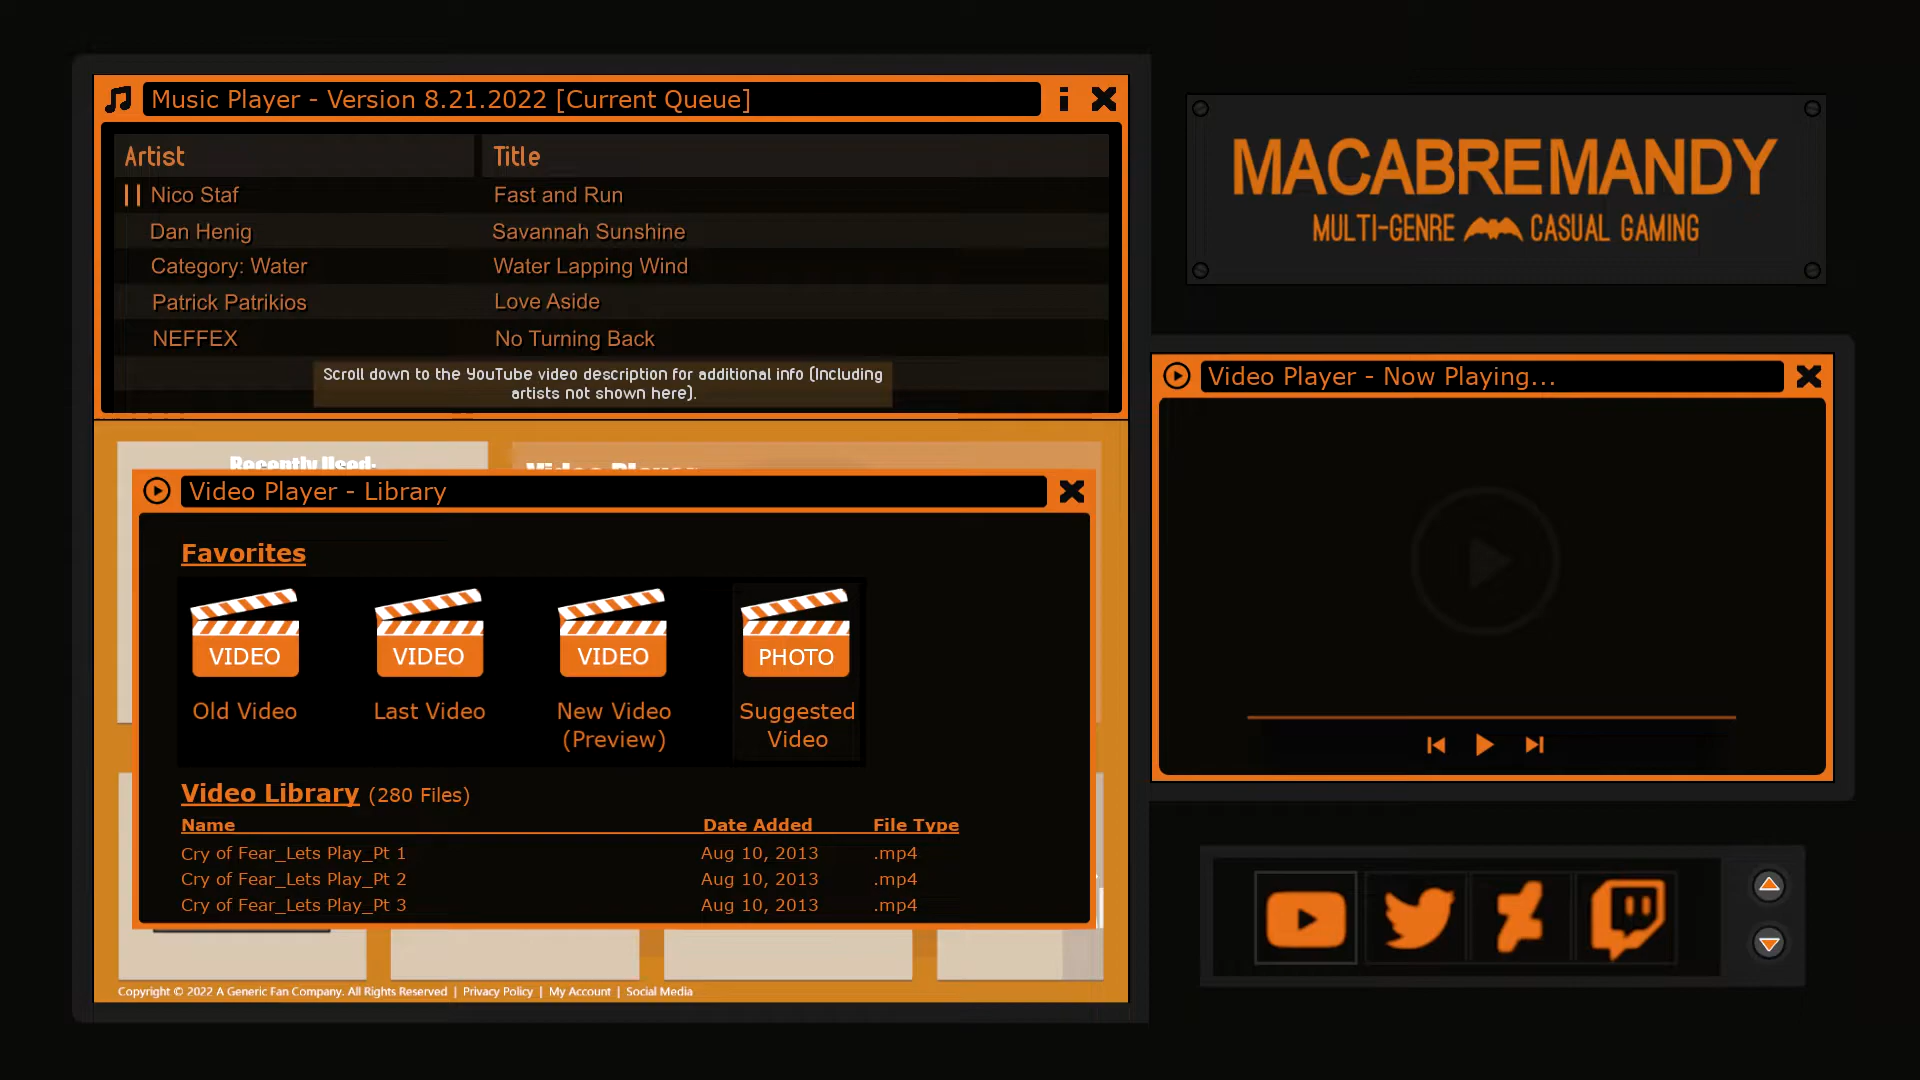 Music Player - Version 8.21.2022 [Current Queue]
Artist Title
Nico Staf Fast and Run
Dan Henig Savannah Sunshine
Category: Water Water Lapping Wind
Patrick Patrikios Love Aside
NEFFEX No Turning Back
Scroll down to the YouTube video description for additional info (Including
artists not shown here).
Recently Used: Video Player
Video Player - Library
Favorites
VIDEO VIDEO VIDEO PHOTO
Old Video Last Video New Video Suggested
(Preview) Video
Video Library (280 Files)
Name Date Added File Type
Cry of Fear_Lets Play_Pt 1 Aug 10, 2013 .mp4
Cry of Fear_Lets Play_Pt 2 Aug 10, 2013 .mp4
Cry of Fear_Lets Play_Pt 3 Aug 10, 2013 .mp4
Copyright © 2022 A Generic Fan Company. All Rights Reserved | Privacy Policy | My Account | Social Media
MACABREMANDY
MULTI-GENRE CASUAL GAMING
Video Player - Now Playing...